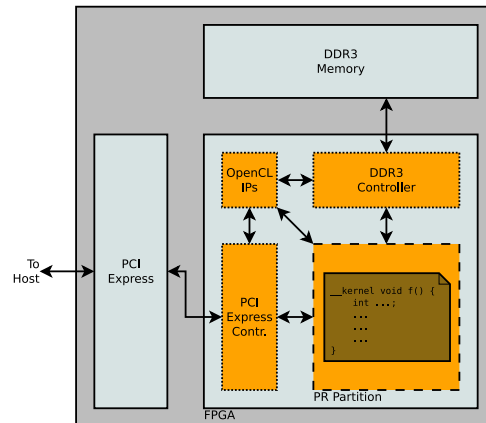 DDR3
Memory
OpenCL
IPs
DDR3
Controller
To
Host
PCI
Express
PCI
Express
Contr.
__kernel void f() {
int ...;
...
...
...
}
PR Partition
FPGA